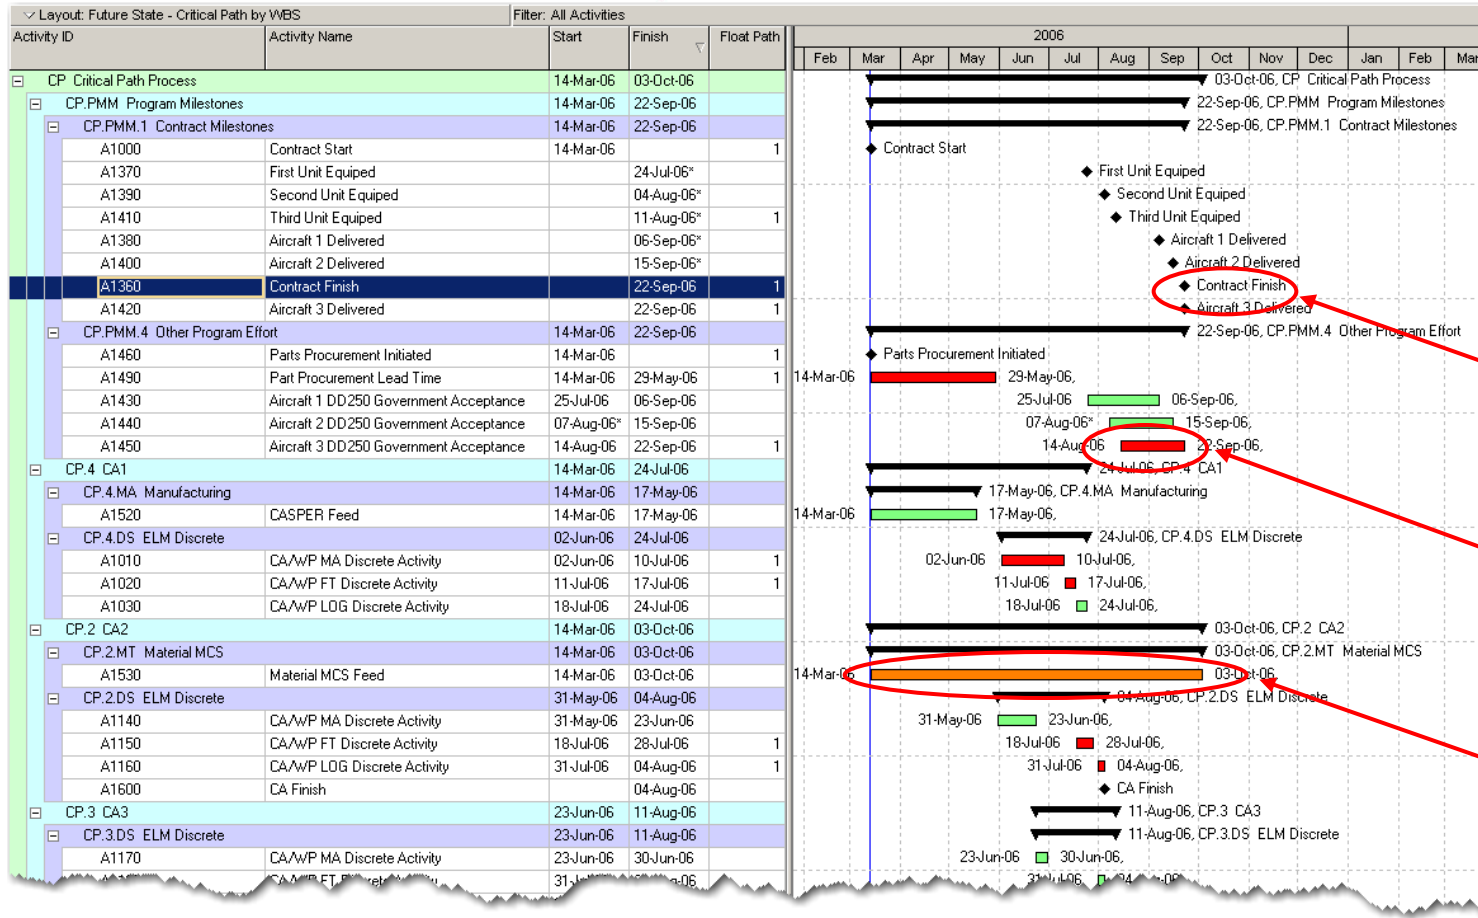 Layout: Future State - Critical Path by WBS Filter: All Activities
Activity ID Activity Name Start Finish Float Path 2006
Feb Mar Apr May Jun Jul Aug Sep Oct Nov Dec Jan Feb Mar
CP Critical Path Process 14-Mar-06 03-Oct-06 03-Oct-06, CP Critical Path Process
CP.PMM Program Milestones 14-Mar-06 22-Sep-06 22-Sep-06, CP.PMM Program Milestones
CP.PMM.1 Contract Milestones 14-Mar-06 22-Sep-06 22-Sep-06, CP.PMM.1 Contract Milestones
A1000 Contract Start 14-Mar-06 1 Contract Start
A1370 First Unit Equiped 24-Jul-06* First Unit Equiped
A1390 Second Unit Equiped 04-Aug-06* Second Unit Equiped
A1410 Third Unit Equiped 11-Aug-06* 1 Third Unit Equiped
A1380 Aircraft 1 Delivered 06-Sep-06* Aircraft 1 Delivered
A1400 Aircraft 2 Delivered 15-Sep-06* Aircraft 2 Delivered
A1360 Contract Finish 22-Sep-06 1 Contract Finish
A1420 Aircraft 3 Delivered 22-Sep-06 1 Aircraft 3 Delivered
CP.PMM.4 Other Program Effort 14-Mar-06 22-Sep-06 22-Sep-06, CP.PMM.4 Other Program Effort
A1460 Parts Procurement Initiated 14-Mar-06 1 Parts Procurement Initiated
A1490 Part Procurement Lead Time 14-Mar-06 29-May-06 1 14-Mar-06 29-May-06,
A1430 Aircraft 1 DD250 Government Acceptance 25-Jul-06 06-Sep-06 25-Jul-06 06-Sep-06,
A1440 Aircraft 2 DD250 Government Acceptance 07-Aug-06* 15-Sep-06 07-Aug-06* 15-Sep-06,
A1450 Aircraft 3 DD250 Government Acceptance 14-Aug-06 22-Sep-06 1 14-Aug-06 22-Sep-06,
CP.4 CA1 14-Mar-06 24-Jul-06 24-Jul-06, CP.4 CA1
CP.4.MA Manufacturing 14-Mar-06 17-May-06 17-May-06, CP.4.MA Manufacturing
A1520 CASPER Feed 14-Mar-06 17-May-06 14-Mar-06 17-May-06,
CP.4.DS ELM Discrete 02-Jun-06 24-Jul-06 24-Jul-06, CP.4.DS ELM Discrete
A1010 CA/WP MA Discrete Activity 02-Jun-06 10-Jul-06 1 02-Jun-06 10-Jul-06,
A1020 CA/WP FT Discrete Activity 11-Jul-06 17-Jul-06 1 11-Jul-06 17-Jul-06,
A1030 CA/WP LOG Discrete Activity 18-Jul-06 24-Jul-06 18-Jul-06 24-Jul-06,
CP.2 CA2 14-Mar-06 03-Oct-06 03-Oct-06, CP.2 CA2
CP.2.MT Material MCS 14-Mar-06 03-Oct-06 03-Oct-06, CP.2.MT Material MCS
A1530 Material MCS Feed 14-Mar-06 03-Oct-06 14-Mar-06 03-Oct-06,
CP.2.DS ELM Discrete 31-May-06 04-Aug-06 04-Aug-06, CP.2.DS ELM Discrete
A1140 CA/WP MA Discrete Activity 31-May-06 23-Jun-06 31-May-06 23-Jun-06,
A1150 CA/WP FT Discrete Activity 18-Jul-06 28-Jul-06 1 18-Jul-06 28-Jul-06,
A1160 CA/WP LOG Discrete Activity 31-Jul-06 04-Aug-06 1 31-Jul-06 04-Aug-06,
A1600 CA Finish 04-Aug-06 CA Finish
CP.3 CA3 23-Jun-06 11-Aug-06 11-Aug-06, CP.3 CA3
CP.3.DS ELM Discrete 23-Jun-06 11-Aug-06 11-Aug-06, CP.3.DS ELM Discrete
A1170 CA/WP MA Discrete Activity 23-Jun-06 30-Jun-06 23-Jun-06 30-Jun-06,